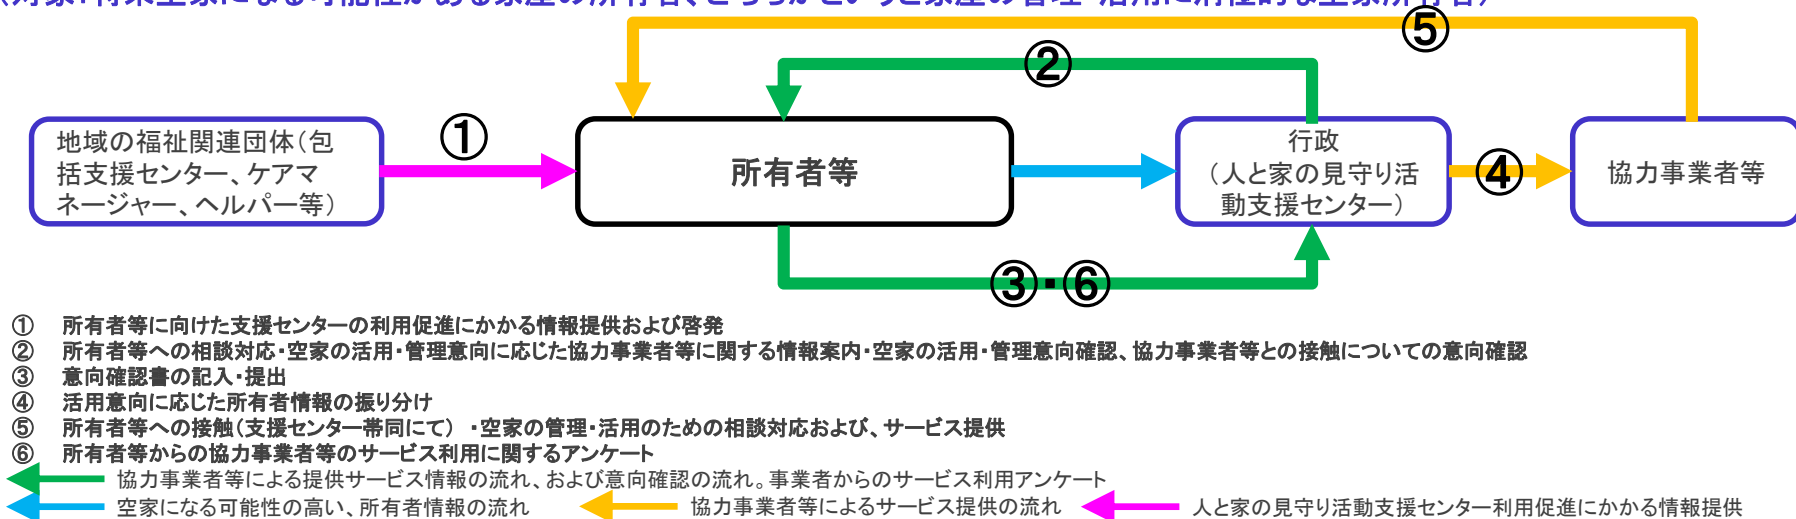 ⑤
②
①
地域の福祉関連団体(包
括支援センター、ケアマ
ネージャー、ヘルパー等)
所有者等
行政
(人と家の見守り活
動支援センター)
④
協力事業者等
③・⑥
① 所有者等に向けた支援センターの利用促進にかかる情報提供および啓発
② 所有者等への相談対応・空家の活用・管理意向に応じた協力事業者等に関する情報案内・空家の活用・管理意向確認、協力事業者等との接触についての意向確認
③ 意向確認書の記入・提出
④ 活用意向に応じた所有者情報の振り分け
⑤ 所有者等への接触(支援センター帯同にて) ・空家の管理・活用のための相談対応および、サービス提供
⑥ 所有者等からの協力事業者等のサービス利用に関するアンケート
協力事業者等による提供サービス情報の流れ、および意向確認の流れ。事業者からのサービス利用アンケート
空家になる可能性の高い、所有者情報の流れ
協力事業者等によるサービス提供の流れ
人と家の見守り活動支援センター利用促進にかかる情報提供